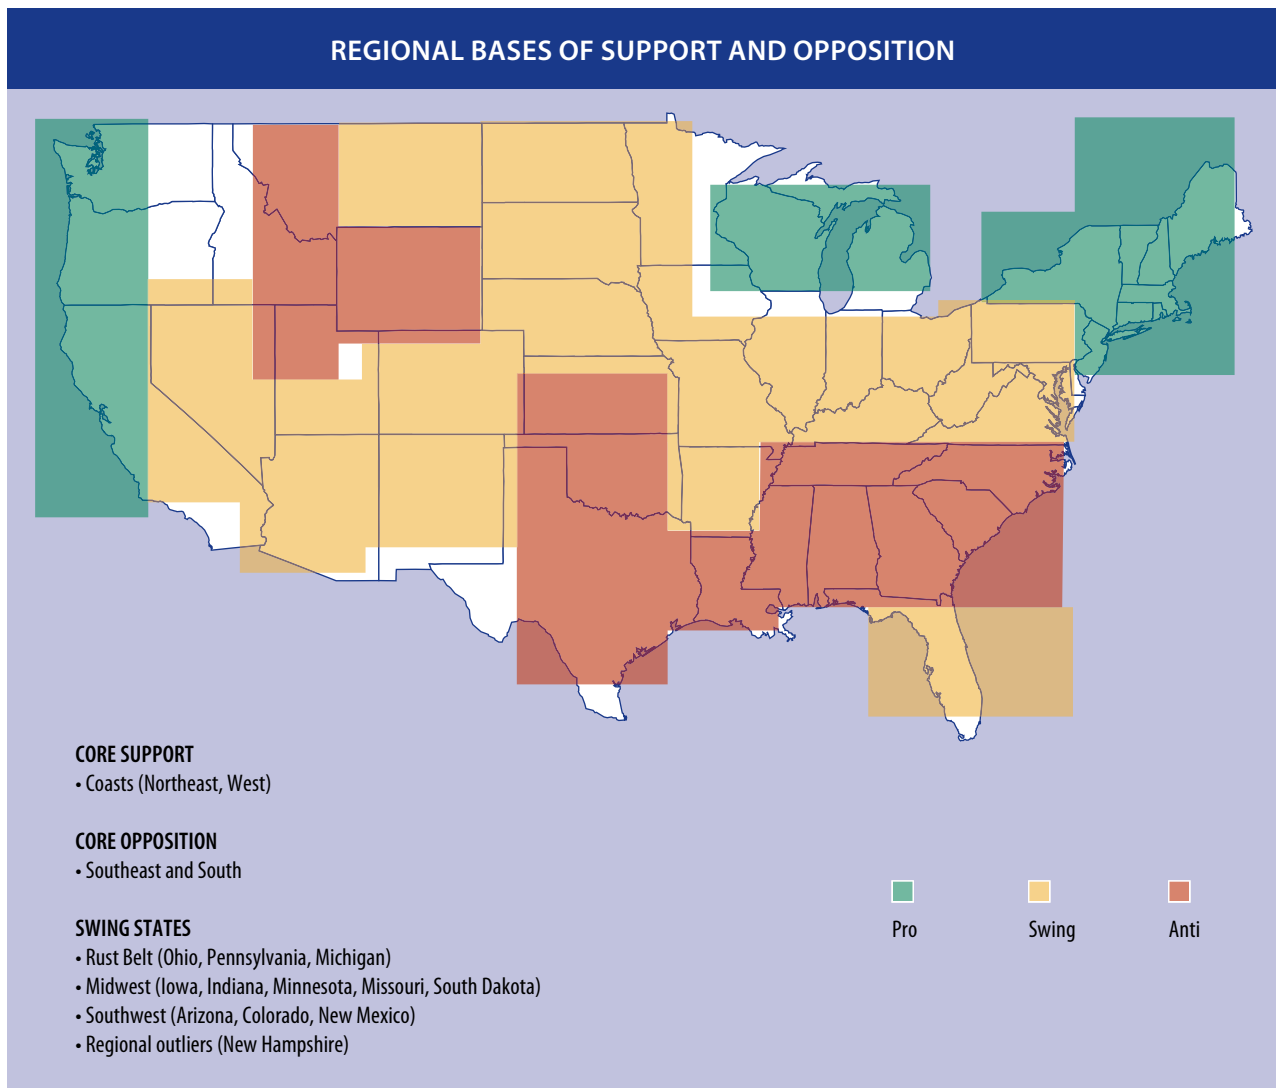 REGIONAL BASES OF SUPPORT AND OPPOSITION
CORE SUPPORT
• Coasts (Northeast, West)
CORE OPPOSITION
• Southeast and South
SWING STATES
• Rust Belt (Ohio, Pennsylvania, Michigan)
• Midwest (Iowa, Indiana, Minnesota, Missouri, South Dakota)
• Southwest (Arizona, Colorado, New Mexico)
• Regional outliers (New Hampshire)
Pro
Swing
Anti